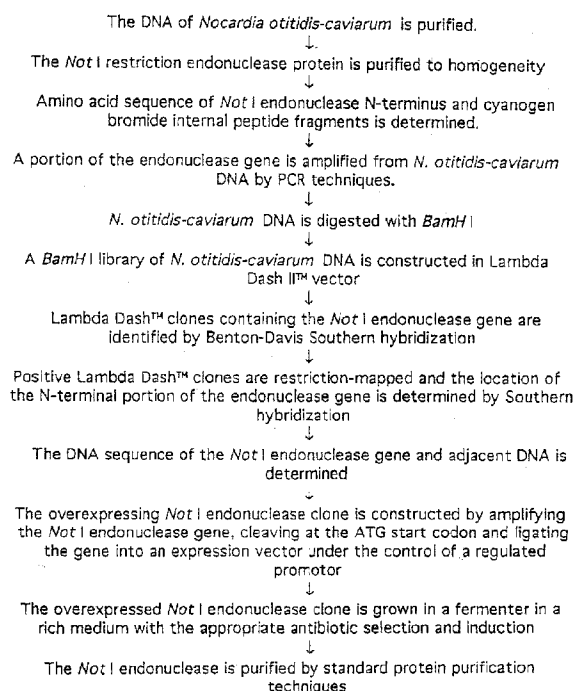 The DNA of Nocardia otitidis-caviarum is purified.
↓
The Not I restriction endonuclease protein is purified to homogeneity
↓
Amino acid sequence of Not I endonuclease N-terminus and cyanogen
bromide internal peptide fragments is determined.
↓
A portion of the endonuclease gene is amplified from N. otitidis-caviarum
DNA by PCR techniques.
↓
N. otitidis-caviarum DNA is digested with BamH I
↓
A BamH I library of N. otitidis-caviarum DNA is constructed in Lambda
Dash II™ vector
↓
Lambda Dash™ clones containing the Not I endonuclease gene are
identified by Benton-Davis Southern hybridization
↓
Positive Lambda Dash™ clones are restriction-mapped and the location of
the N-terminal portion of the endonuclease gene is determined by Southern
hybridization
↓
The DNA sequence of the Not I endonuclease gene and adjacent DNA is
determined
↓
The overexpressing Not I endonuclease clone is constructed by amplifying
the Not I endonuclease gene, cleaving at the ATG start codon and ligating
the gene into an expression vector under the control of a regulated
promotor
↓
The overexpressed Not I endonuclease clone is grown in a fermenter in a
rich medium with the appropriate antibiotic selection and induction
↓
The Not I endonuclease is purified by standard protein purification
techniques